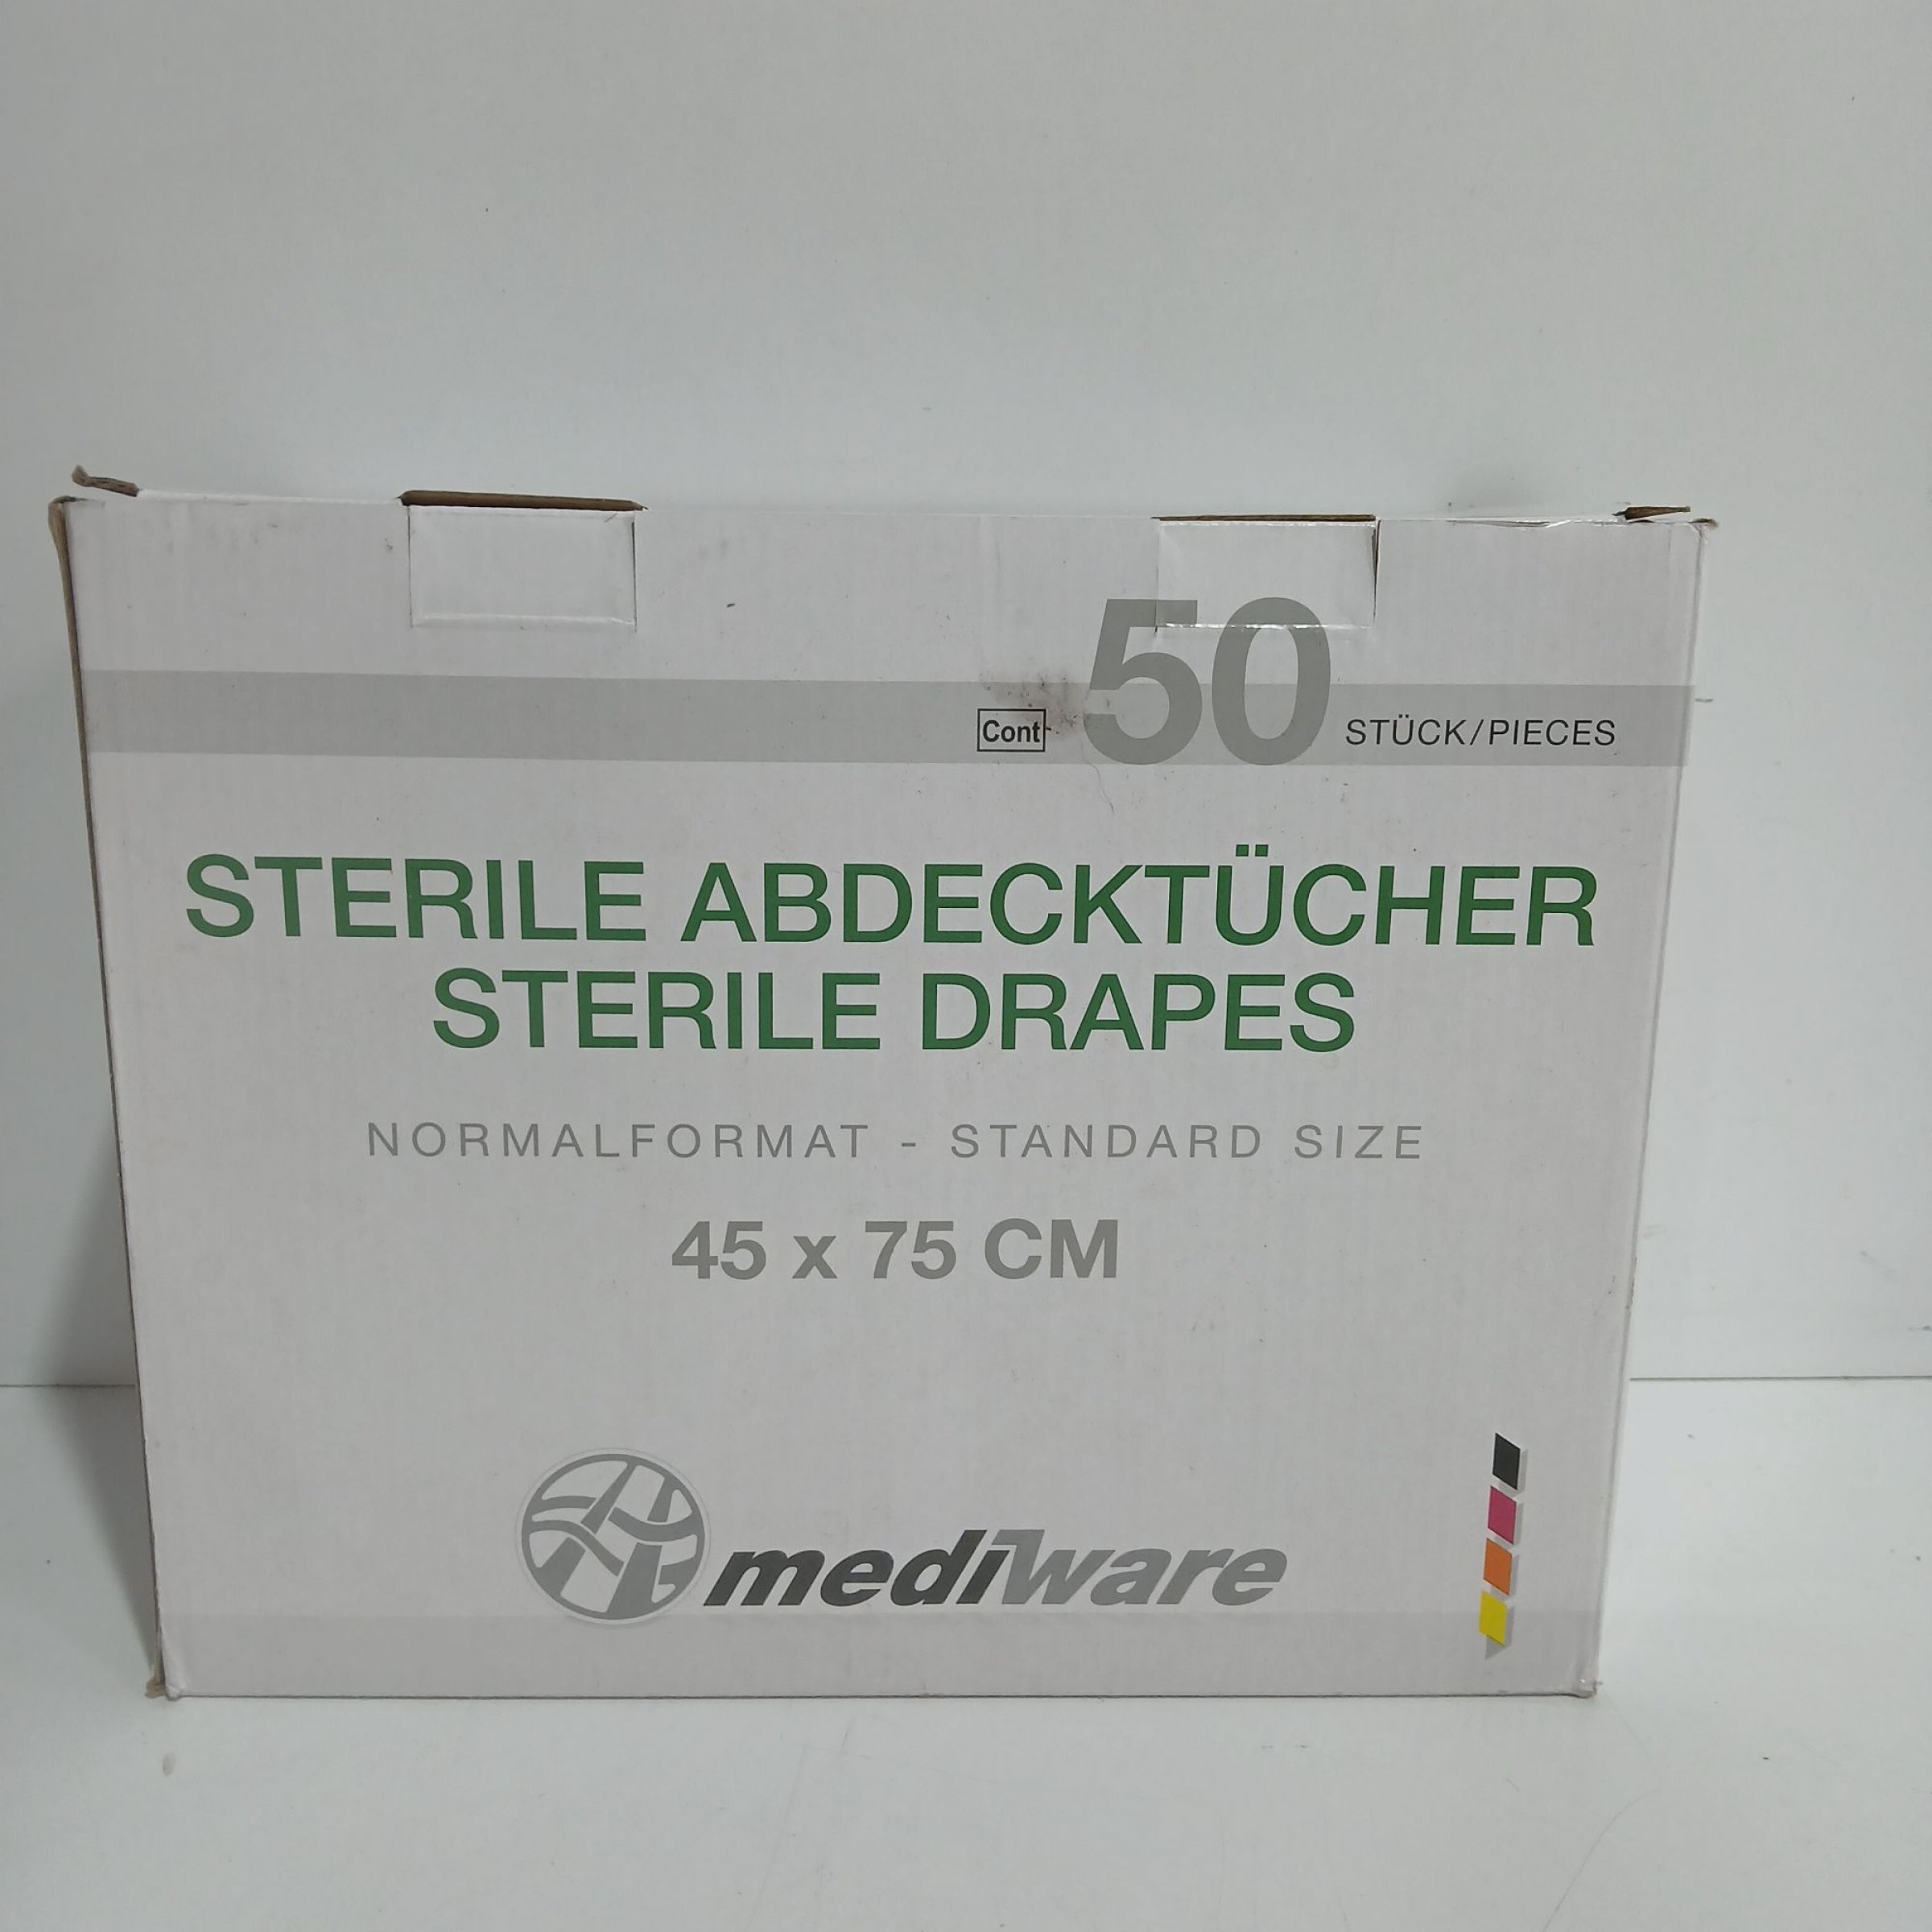 Cont 50 STÜCK/PIECES
STERILE ABDECKTÜCHER
STERILE DRAPES
NORMALFORMAT - STANDARD SIZE
45 x 75 CM
mediware